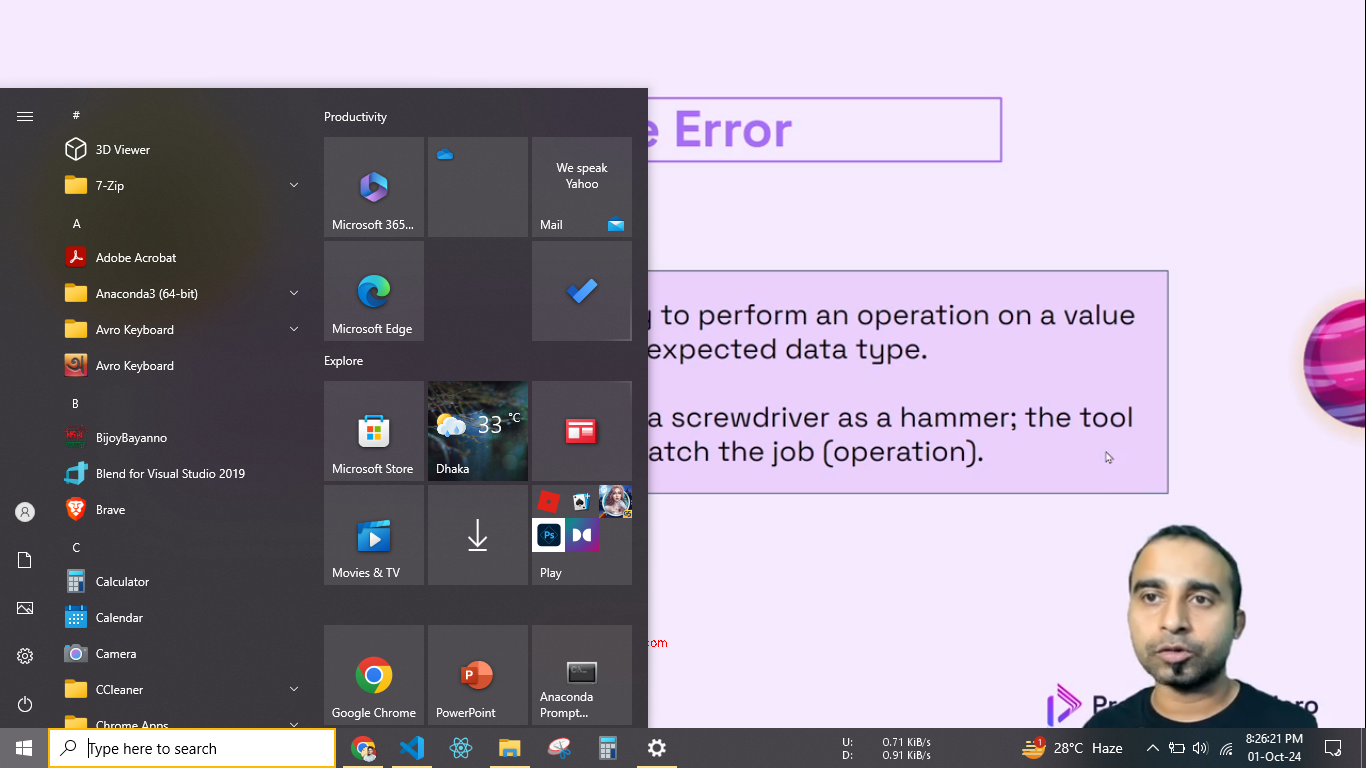 #
3D Viewer
7-Zip
A
Adobe Acrobat
Anaconda3 (64-bit)
Avro Keyboard
Avro Keyboard
B
BijoyBayanno
Blend for Visual Studio 2019
Brave
C
Calculator
Calendar
Camera
CCleaner
Chrome Apps
Productivity
Microsoft 365...
We speak
Yahoo
Mail
Microsoft Edge
Explore
Microsoft Store
33 °C
Dhaka
Movies & TV
Ps
Play
Google Chrome
PowerPoint
Anaconda
Prompt...
e Error
to perform an operation on a value
expected data type.
a screwdriver as a hammer; the tool
atch the job (operation).
com
Type here to search
U: 0.71 KiB/s
D: 0.91 KiB/s
1
28°C Haze
8:26:21 PM
01-Oct-24